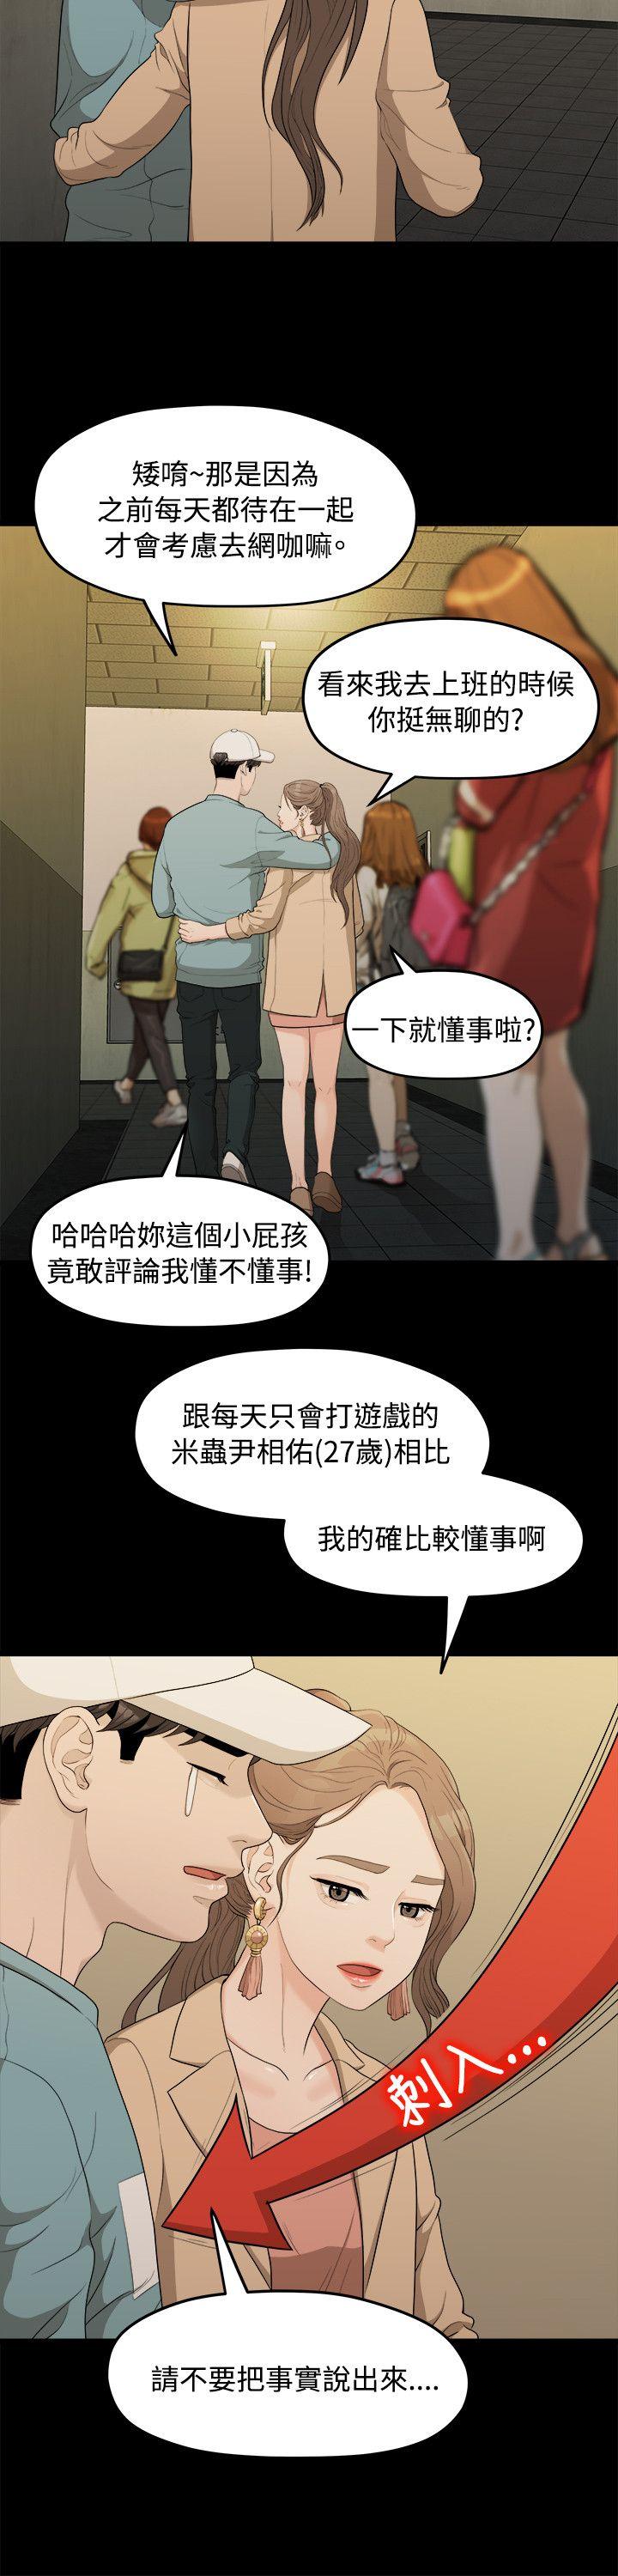 矮唷~那是因為
之前每天都待在一起
才會考慮去網咖嘛。
看來我去上班的時候
你挺無聊的?
一下就懂事啦?
哈哈哈妳這個小屁孩
竟敢評論我懂不懂事!
跟每天只會打遊戲的
米蟲尹相佑(27歲)相比
我的確比較懂事啊
刺入...
請不要把事實說出來....